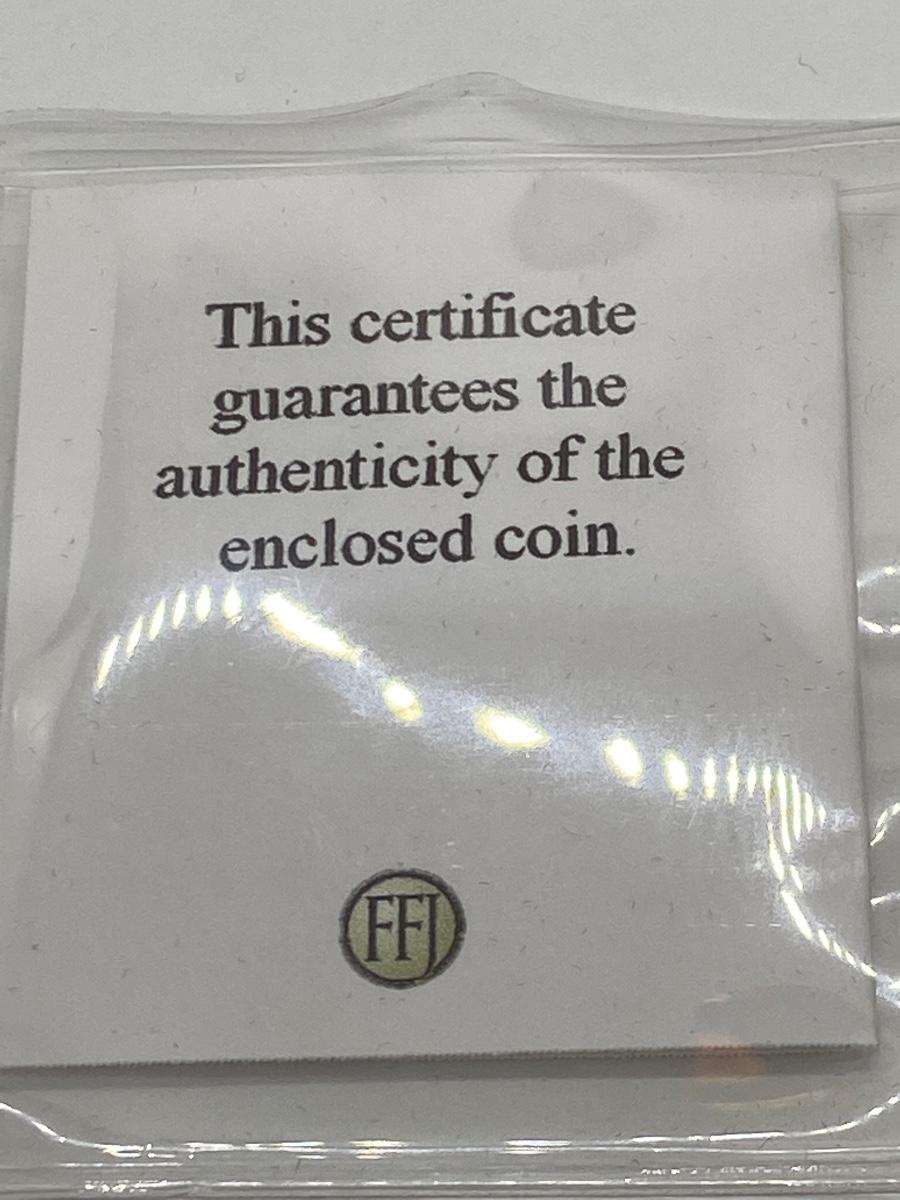 This certificate
guarantees the
authenticity of the
enclosed coin.
FFJ